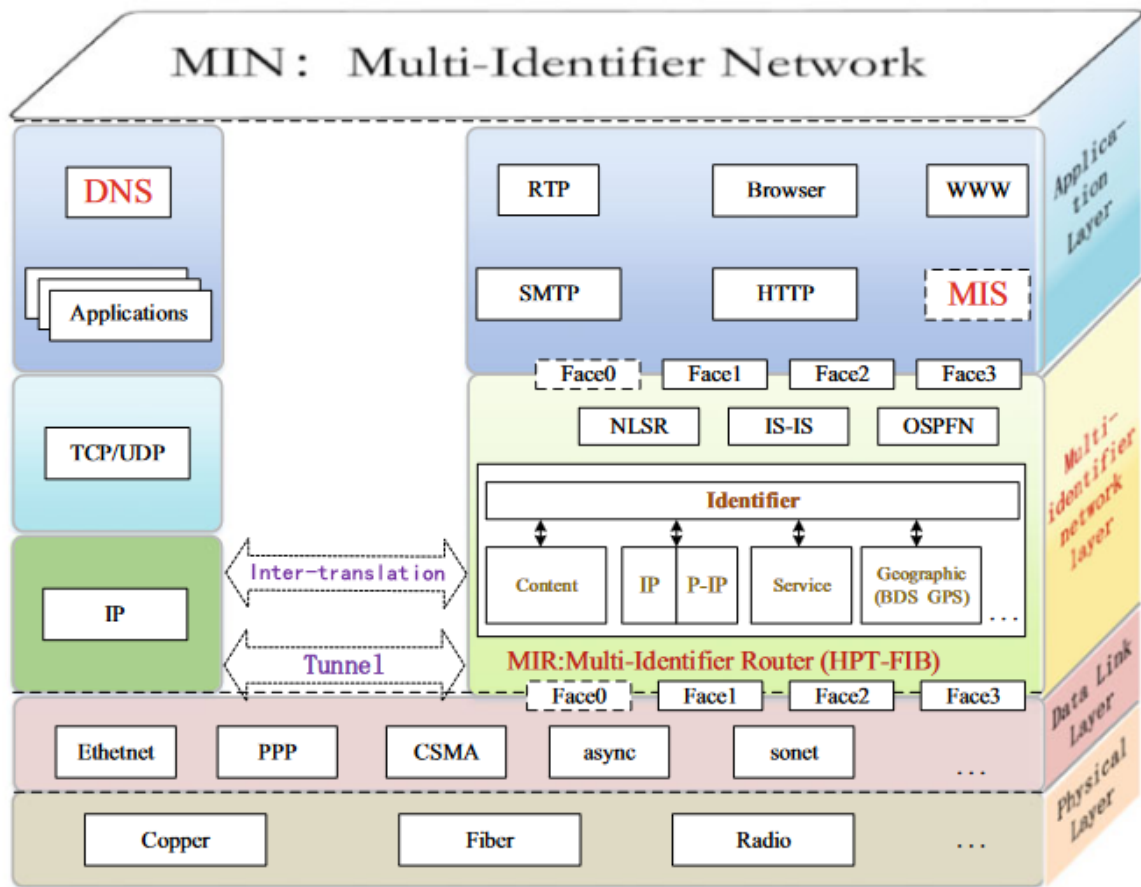 MIN: Multi-Identifier Network
DNS
Applications
TCP/UDP
IP
Inter-translation
Tunnel
RTP
Browser
WWW
SMTP
HTTP
MIS
Face0
Face1
Face2
Face3
NLSR
IS-IS
OSPFN
Identifier
Content
IP
P-IP
Service
Geographic
(BDS GPS)
...
MIR:Multi-Identifier Router (HPT-FIB)
Face0
Face1
Face2
Face3
Ethetnet
PPP
CSMA
async
sonet
...
Copper
Fiber
Radio
...
Applica-
tion
Layer
Multi-
identifier
network
layer
Data Link
Layer
Physical
Layer